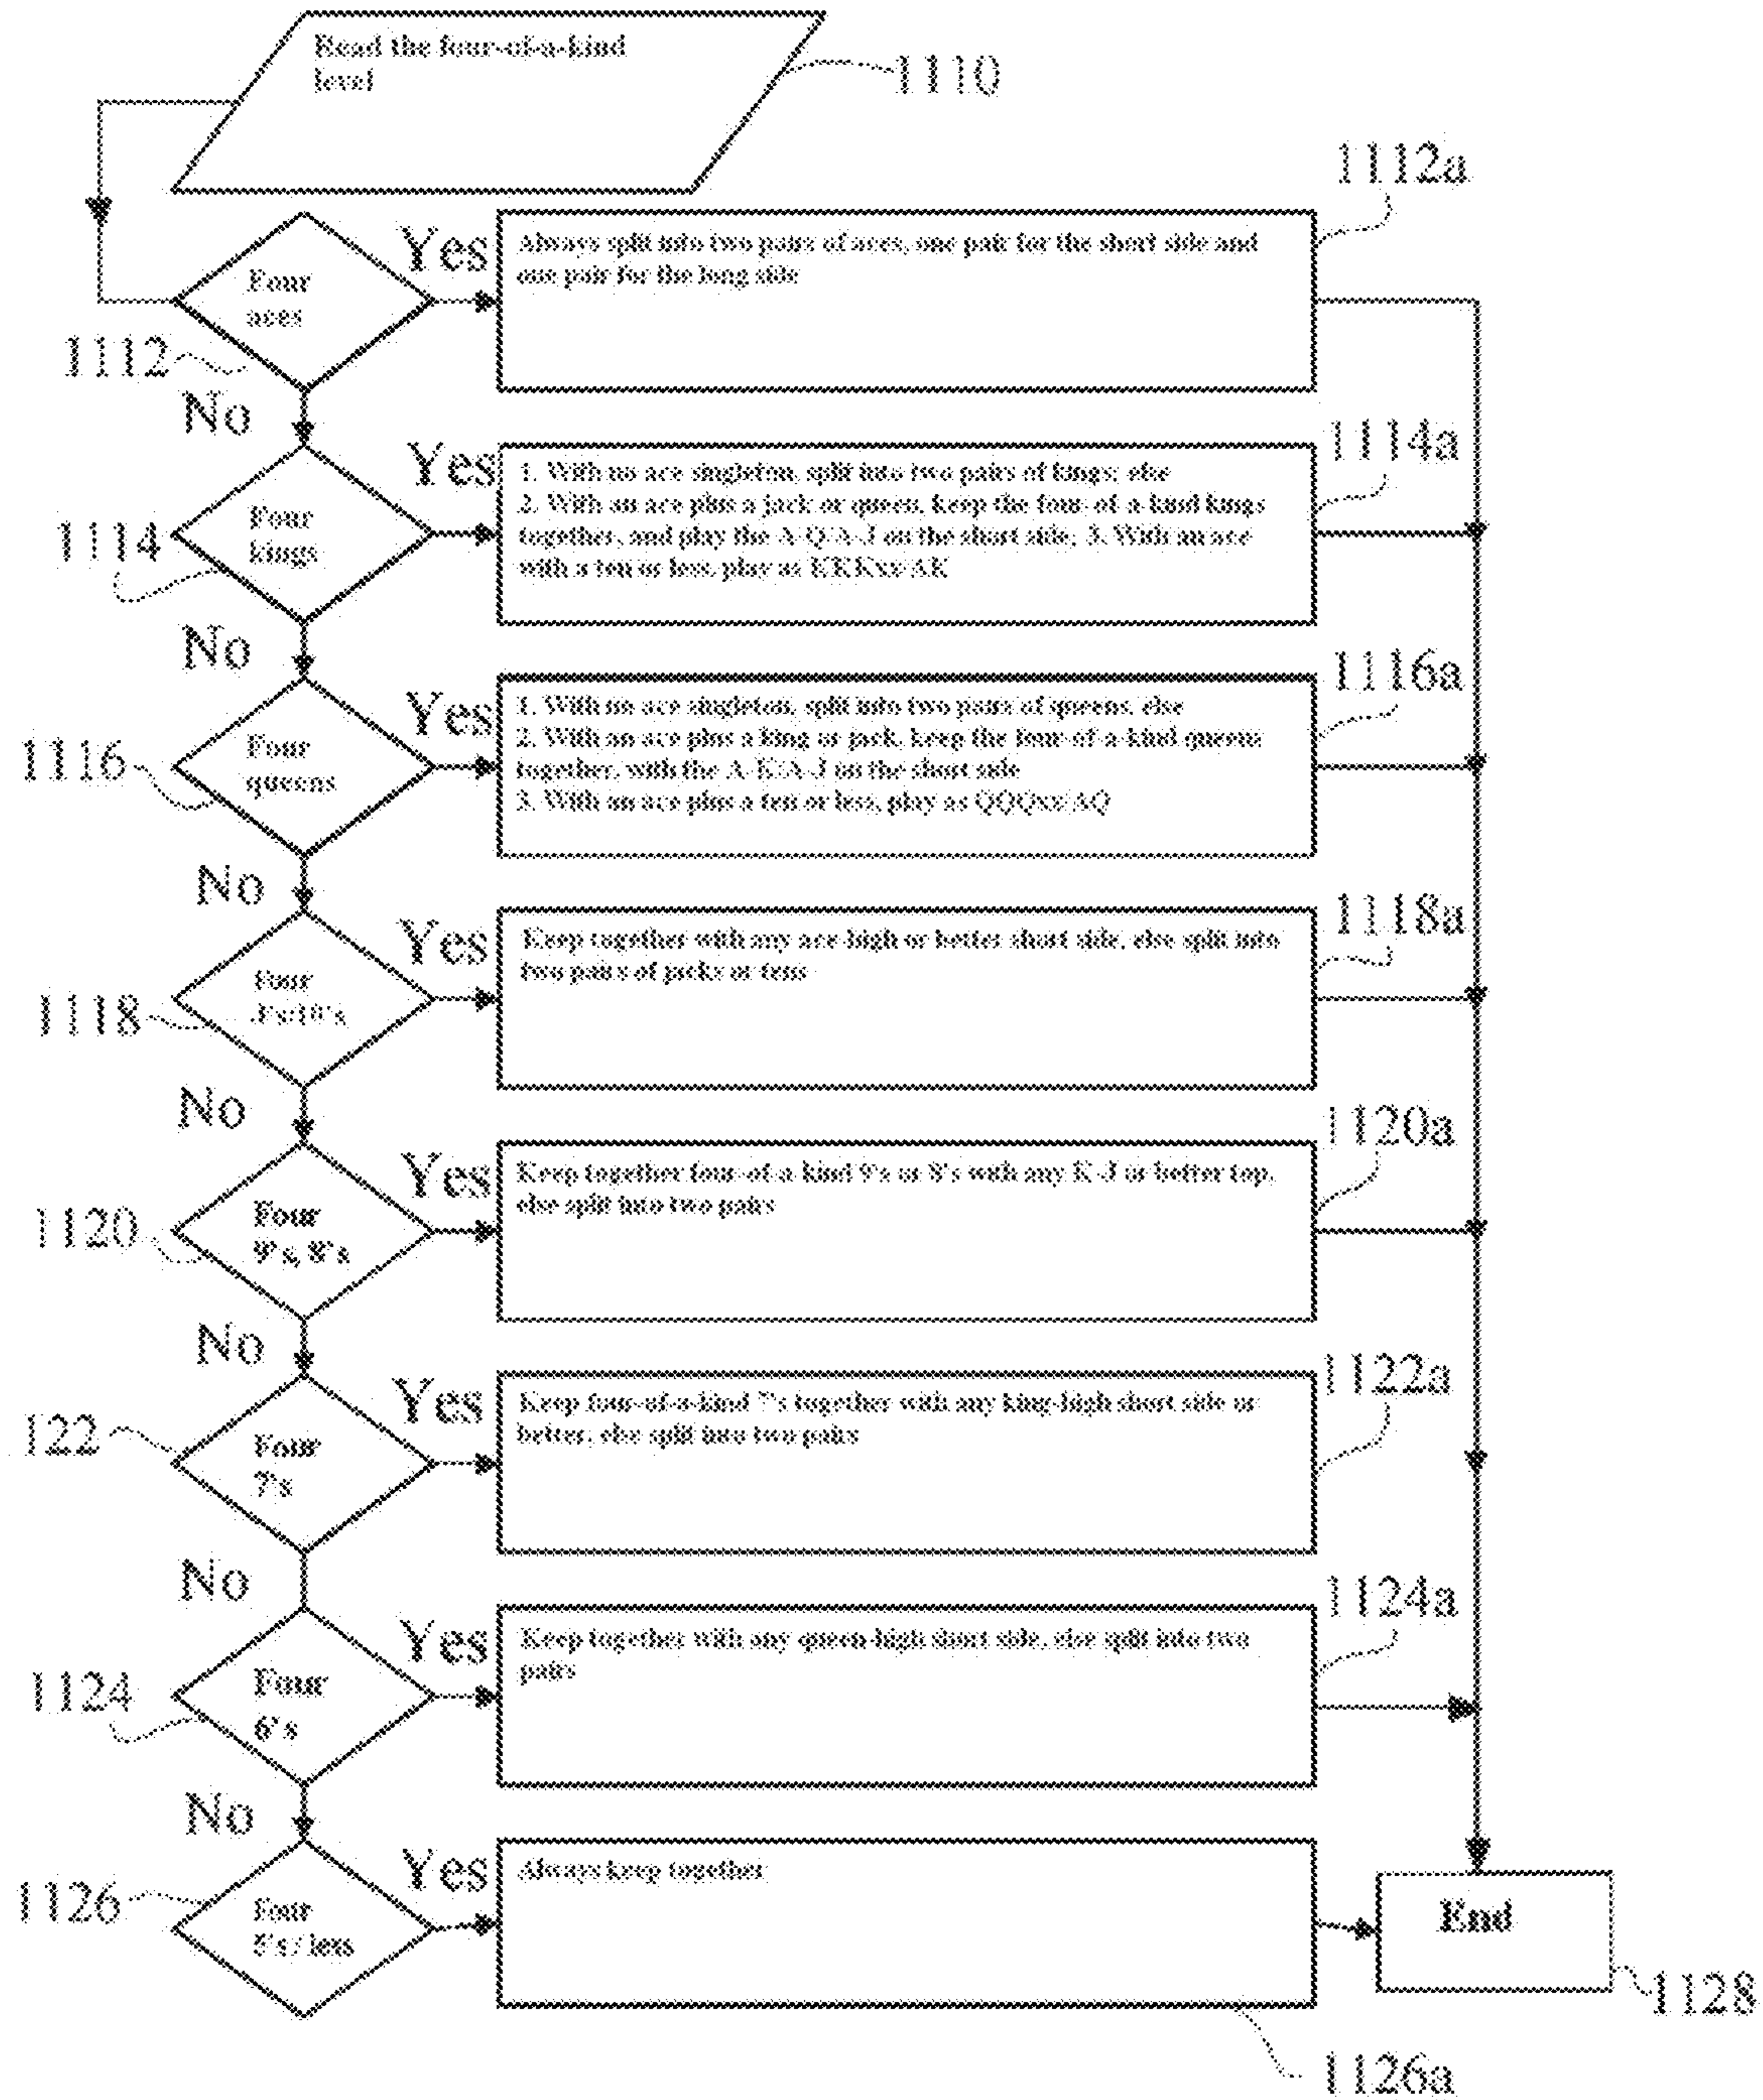 Read the four-of-a-kind
level
1110
1112a
Yes
Always split into two pairs of aces, one pair for the short side and
one pair for the long side
Four
aces
1112
No
1114a
Yes
1. With no ace singleton, split into two pairs of kings; else
2. With an ace plus a jack or queen, keep the four-of-a-kind kings
together, and play the A-Q/A-J on the short side; 3. With an ace
with a ten or less, play as KKKxx/AK
Four
kings
1114
No
1116a
Yes
1. With no ace singleton, split into two pairs of queens, else
2. With an ace plus a king or jack, keep the four-of-a-kind queens
together, with the A-K/A-J on the short side
3. With an ace plus a ten or less, play as QQQxx/AQ
Four
queens
1116
No
1118a
Yes
Keep together with any ace-high or better short side, else split into
two pairs of jacks or tens
Four
J's/10's
1118
No
1120a
Yes
Keep together four-of-a-kind 9's or 8's with any K-J or better top,
else split into two pairs
Four
9's, 8's
1120
No
1122a
Yes
Keep four-of-a-kind 7's together with any king-high short side or
better, else split into two pairs
122
Four
7's
No
1124a
Yes
Keep together with any queen-high short side, else split into two
pairs
Four
6's
1124
No
Yes
Always keep together
1126
Four
5's/less
End
1128
1126a